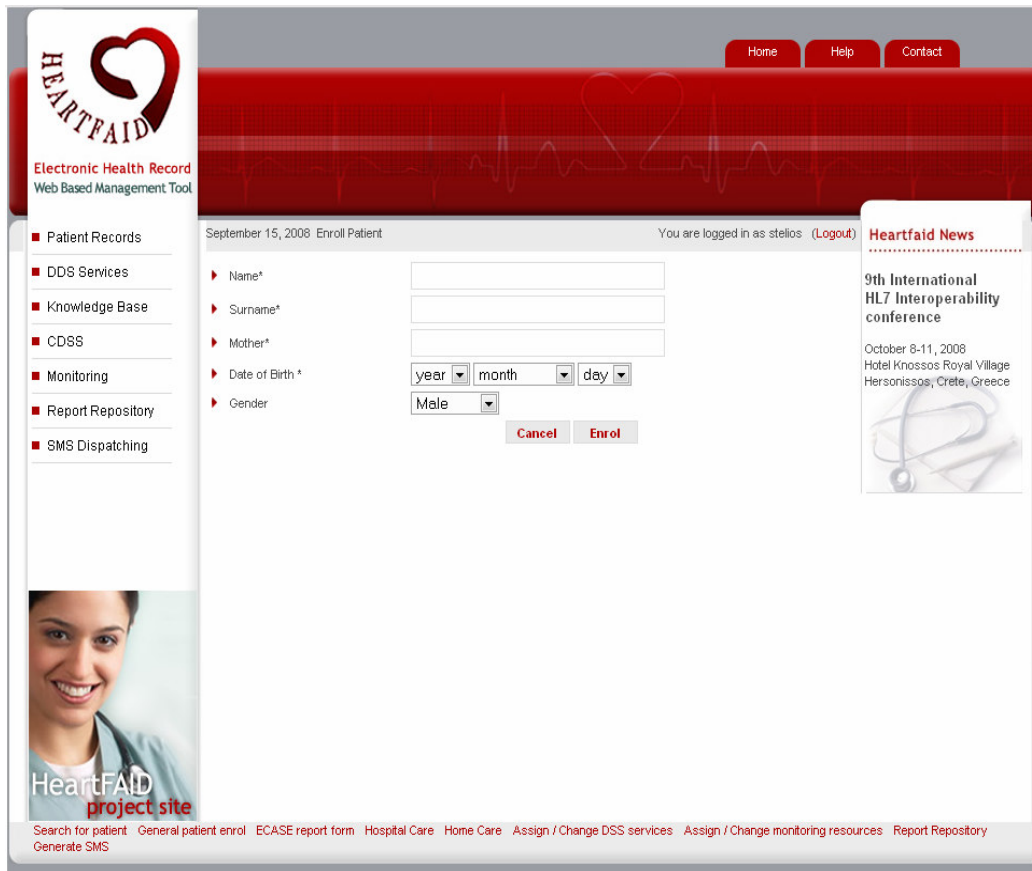 HEARTFAID
Electronic Health Record
Web Based Management Tool
Home Help Contact
Patient Records
DDS Services
Knowledge Base
CDSS
Monitoring
Report Repository
SMS Dispatching
September 15, 2008 Enroll Patient
You are logged in as stelios (Logout)
Name*
Surname*
Mother*
Date of Birth * year month day
Gender Male
Cancel Enrol
Heartfaid News
9th International
HL7 Interoperability
conference
October 8-11, 2008
Hotel Knossos Royal Village
Hersonissos, Crete, Greece
HeartFAID
project site
Search for patient General patient enrol ECASE report form Hospital Care Home Care Assign / Change DSS services Assign / Change monitoring resources Report Repository
Generate SMS